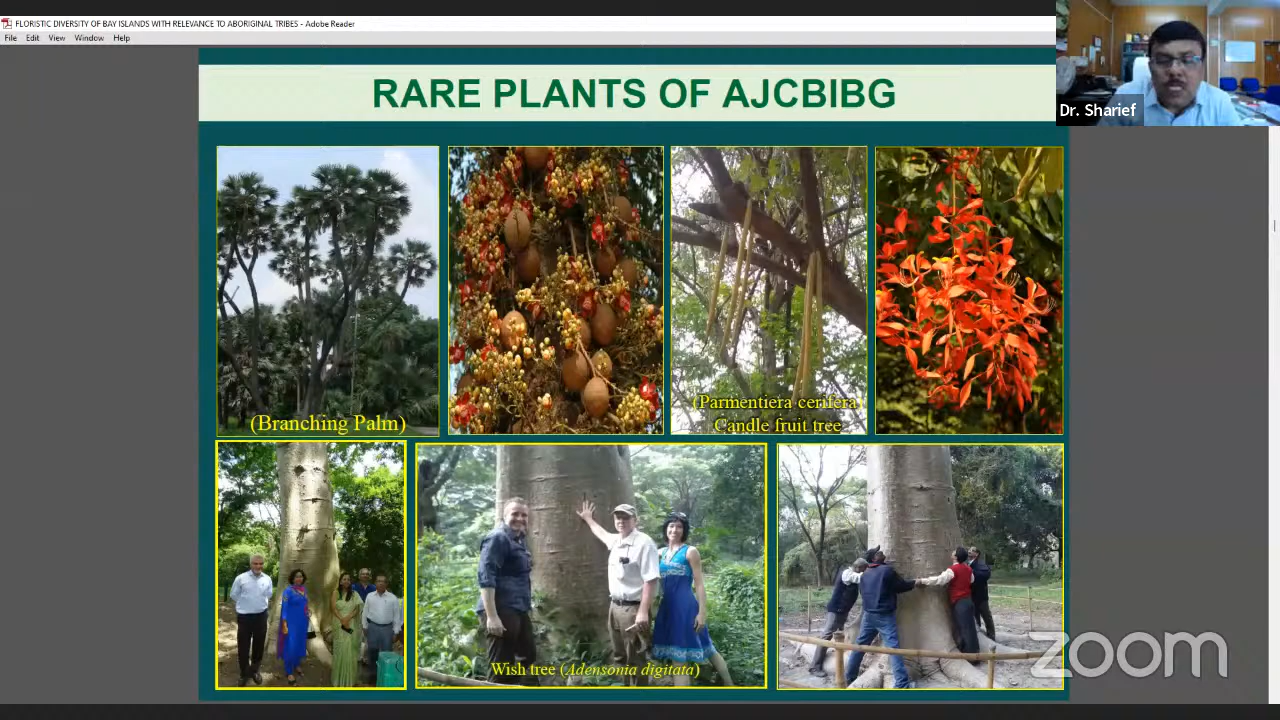 FLORISTIC DIVERSITY OF BAY ISLANDS WITH RELEVANCE TO ABORIGINAL TRIBES - Adobe Reader
File Edit View Window Help
RARE PLANTS OF AJCBIBG
Dr. Sharief
(Branching Palm)
(Parmentiera cerifera)
Candle fruit tree
Wish tree (Adensonia digitata)
zoom